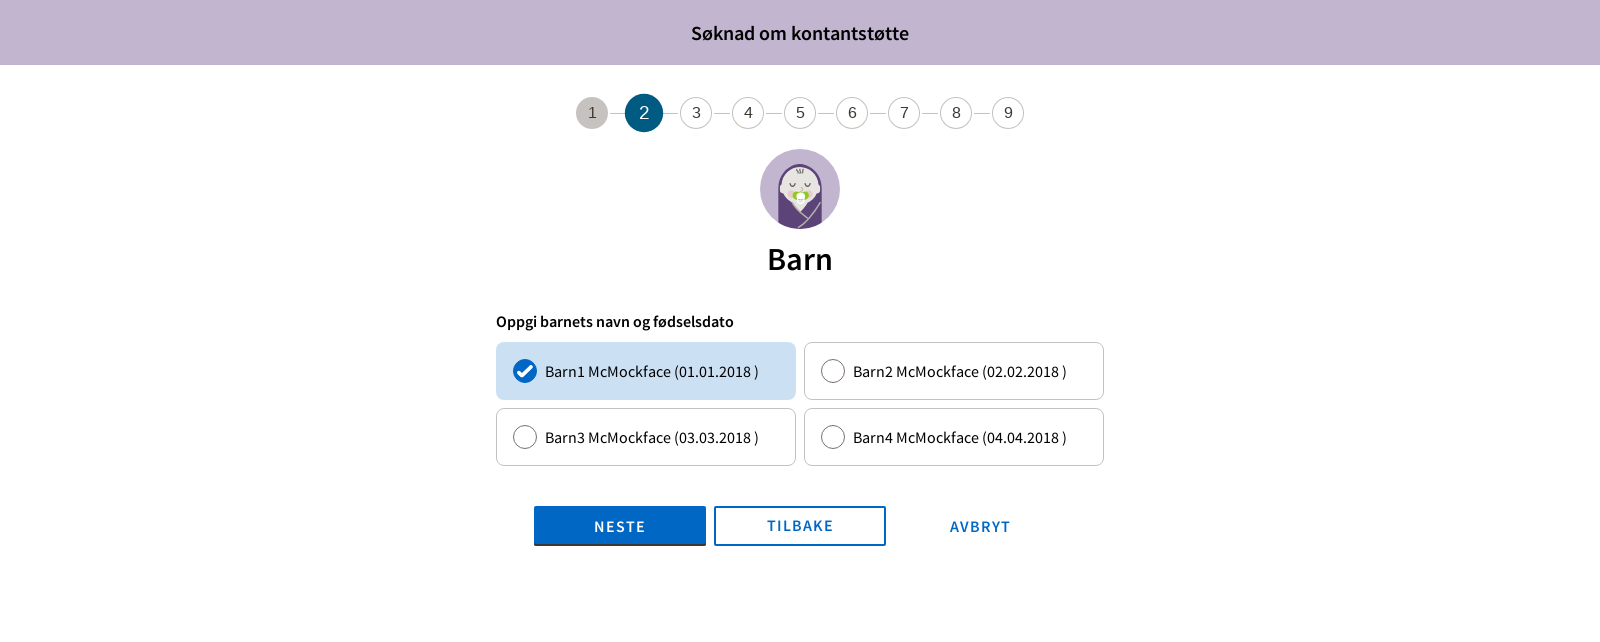 Søknad om kontantstøtte
1 2 3 4 5 6 7 8 9
Barn
Oppgi barnets navn og fødselsdato
Barn1 McMockface (01.01.2018 ) Barn2 McMockface (02.02.2018 )
Barn3 McMockface (03.03.2018 ) Barn4 McMockface (04.04.2018 )
NESTE TILBAKE AVBRYT